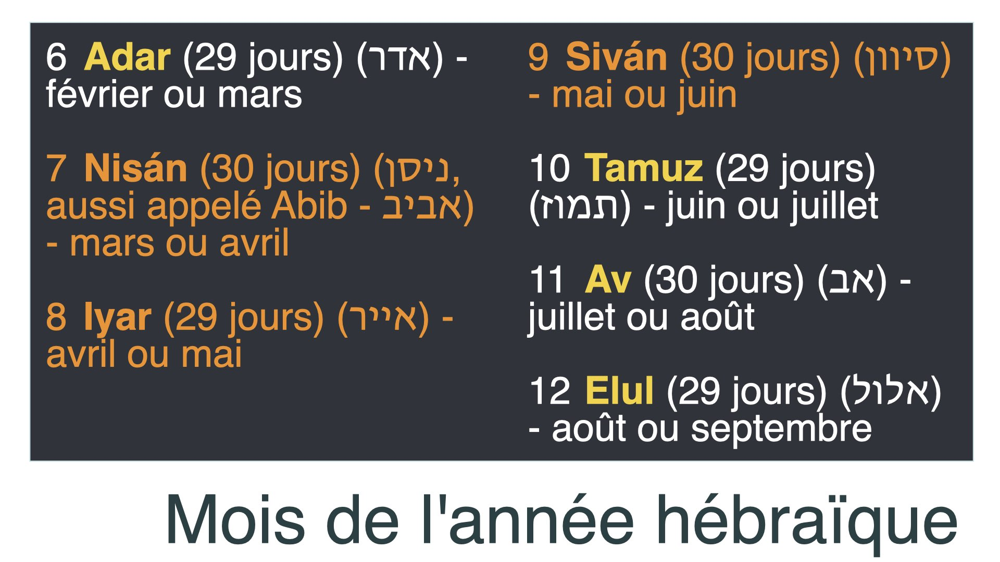 6 Adar (29 jours) (אדר) -
février ou mars
7 Nisán (30 jours) (ניסן,
aussi appelé Abib - אביב)
- mars ou avril
8 Iyar (29 jours) (אייר) -
avril ou mai
9 Siván (30 jours) (סיוון)
- mai ou juin
10 Tamuz (29 jours)
(תמוז) - juin ou juillet
11 Av (30 jours) (אב) -
juillet ou août
12 Elul (29 jours) (אלול)
- août ou septembre
Mois de l'année hébraïque